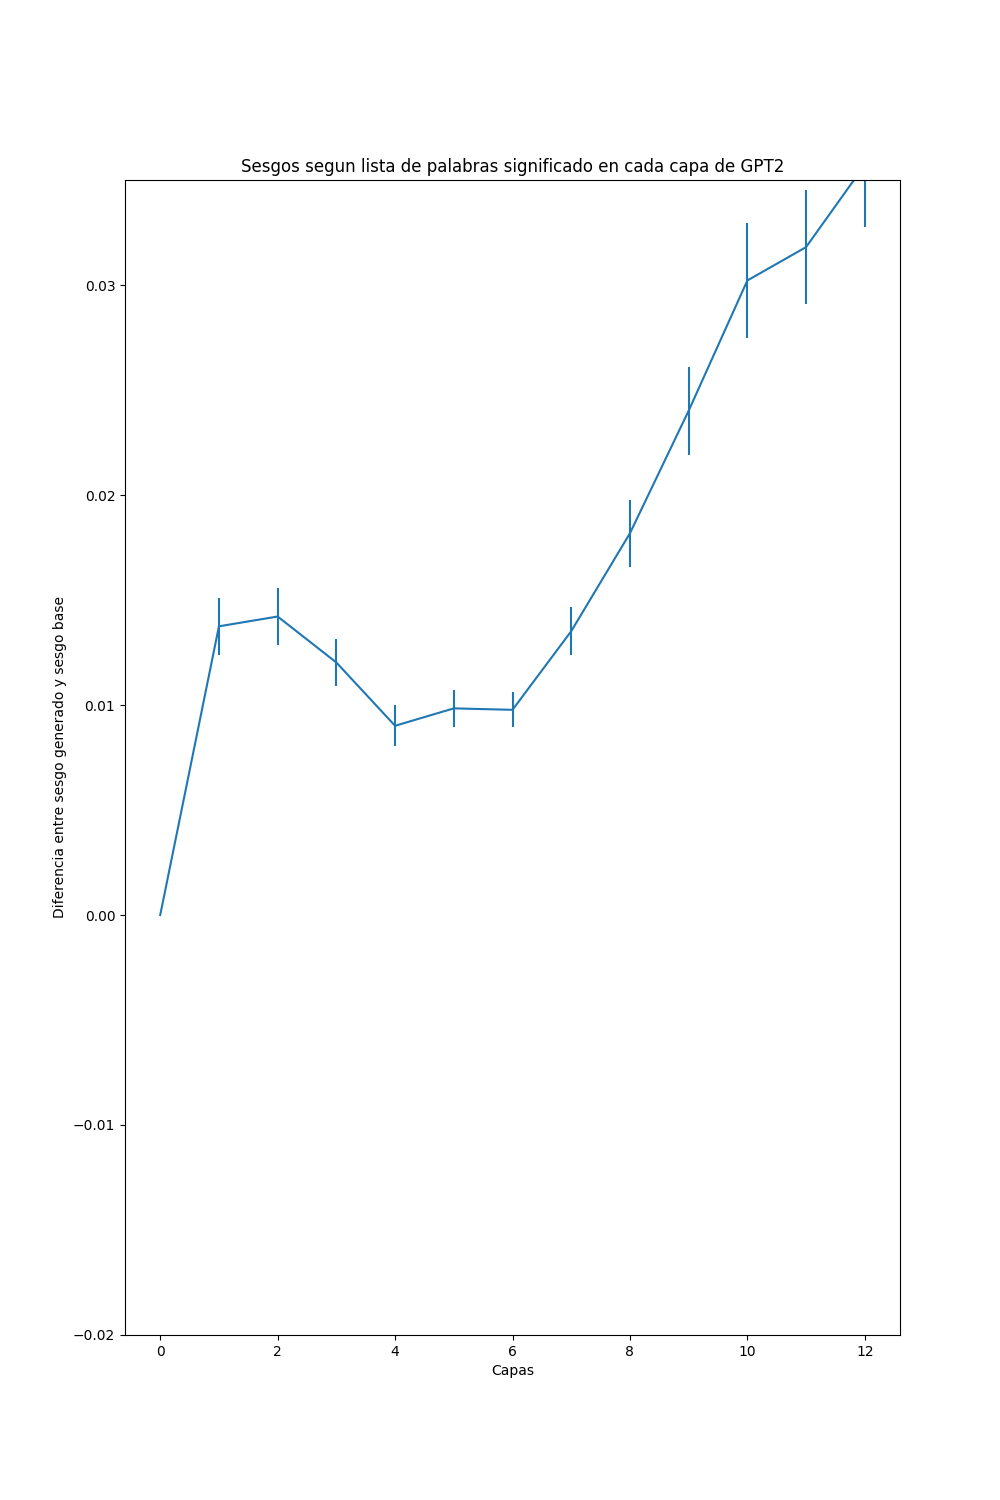 Sesgos segun lista de palabras significado en cada capa de GPT2
Diferencia entre sesgo generado y sesgo base
0.03
0.02
0.01
0.00
−0.01
−0.02
0 2 4 6 8 10 12
Capas